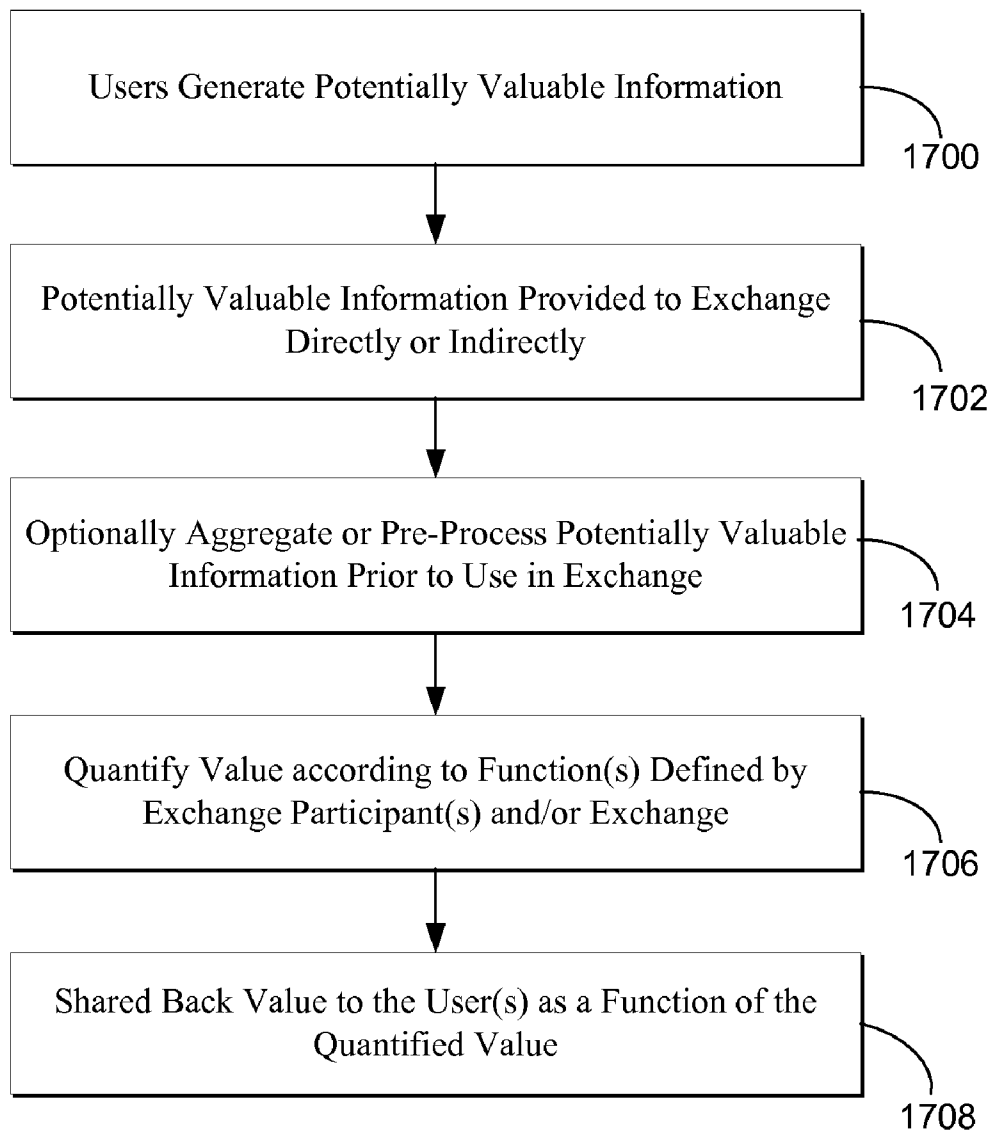 Users Generate Potentially Valuable Information
1700
Potentially Valuable Information Provided to Exchange
Directly or Indirectly
1702
Optionally Aggregate or Pre-Process Potentially Valuable
Information Prior to Use in Exchange
1704
Quantify Value according to Function(s) Defined by
Exchange Participant(s) and/or Exchange
1706
Shared Back Value to the User(s) as a Function of the
Quantified Value
1708